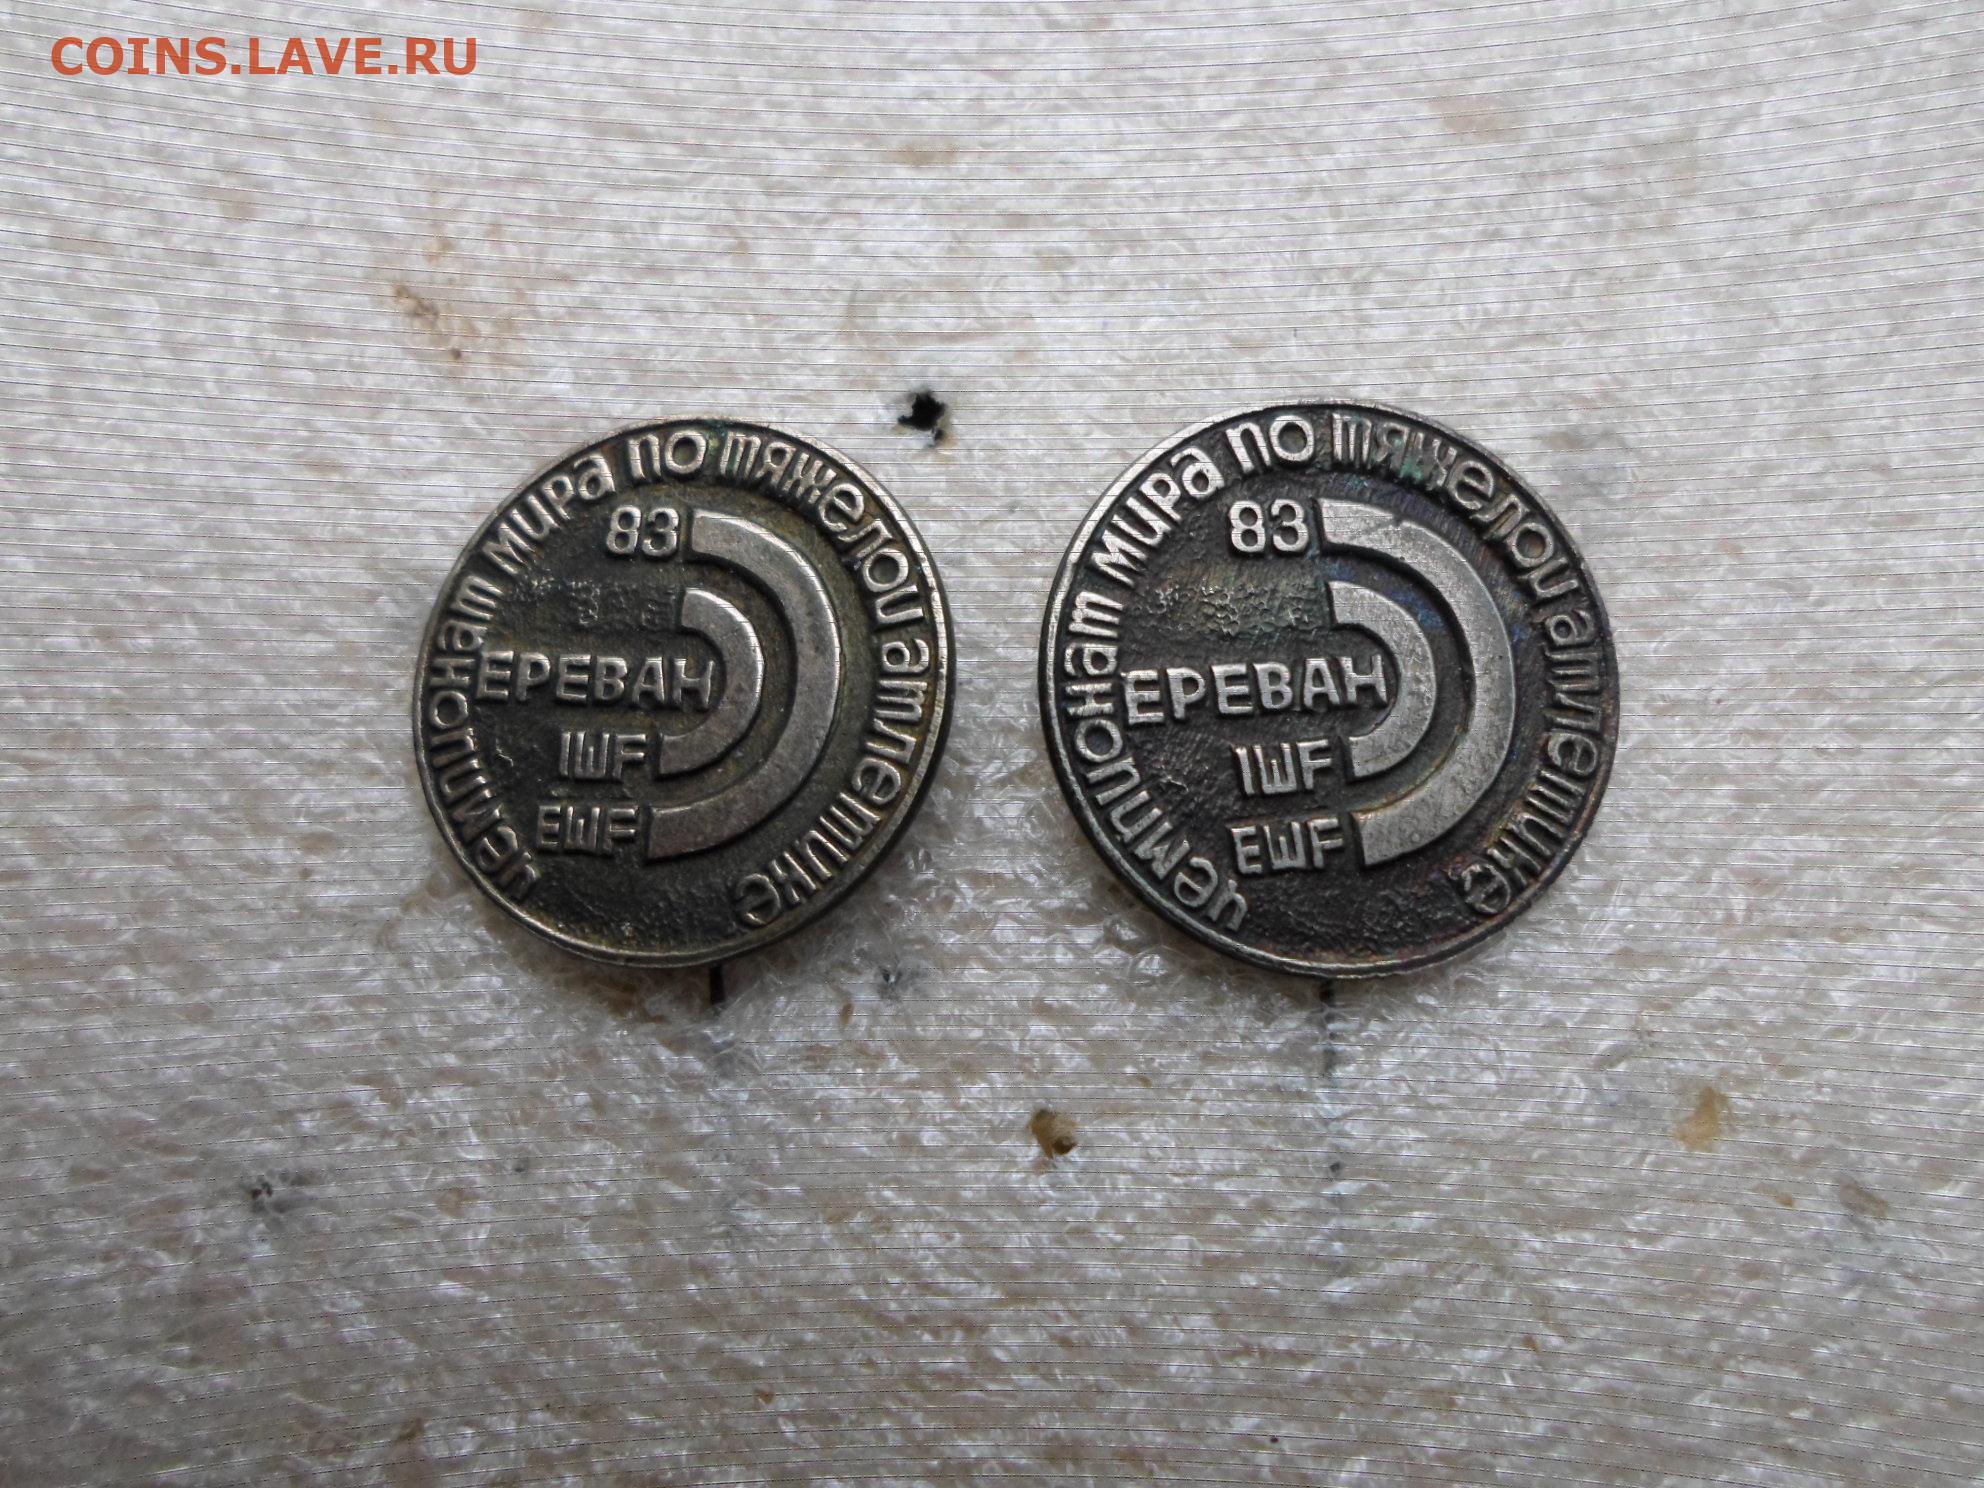 COINS.LAVE.RU
чемпионат мира по тяжелой атлетике
83
ЕРЕВАН
IWF
EWF
чемпионат мира по тяжелой атлетике
83
ЕРЕВАН
IWF
EWF